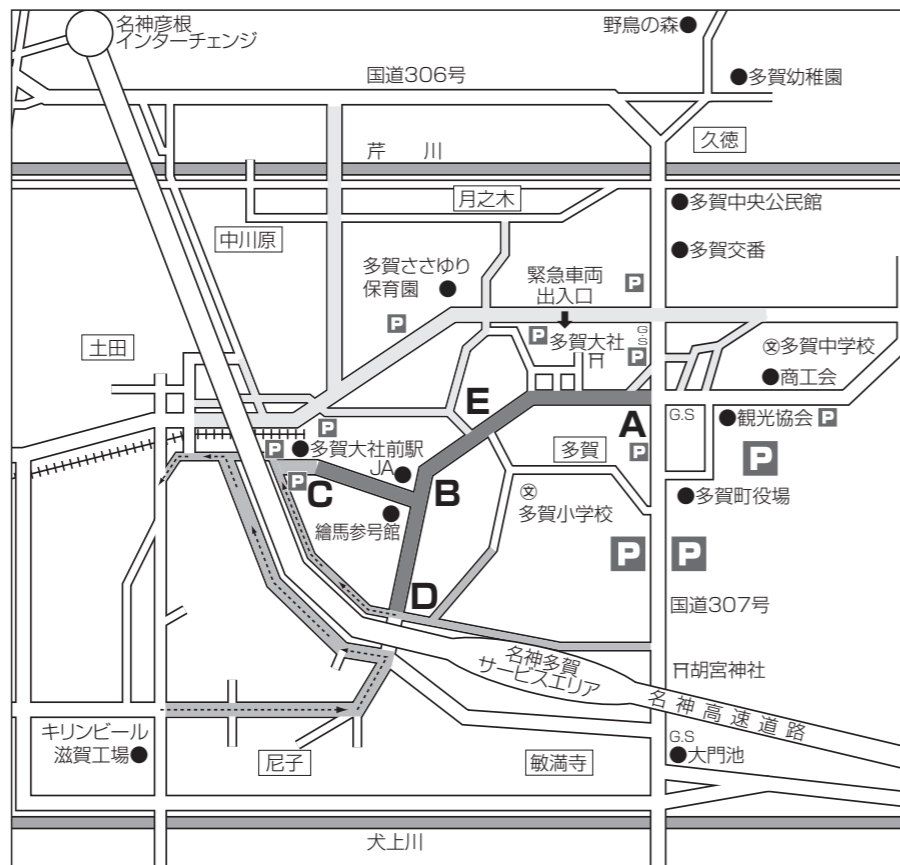 名神彦根
インターチェンジ
野鳥の森
多賀幼稚園
国道306号
久徳
芹 川
月之木
多賀中央公民館
中川原
多賀交番
多賀ささゆり
保育園
緊急車両
出入口
P
P
P
多賀大社
G.S
P
土田
文多賀中学校
商工会
E
A
G.S
観光協会 P
P
P
多賀大社前駅
P
多賀
P
JA
P
C
B
文
多賀小学校
多賀町役場
繪馬参号館
P
P
D
国道307号
名神多賀
サービスエリア
胡宮神社
名神高速道路
キリンビール
滋賀工場
尼子
敏満寺
G.S
大門池
犬上川